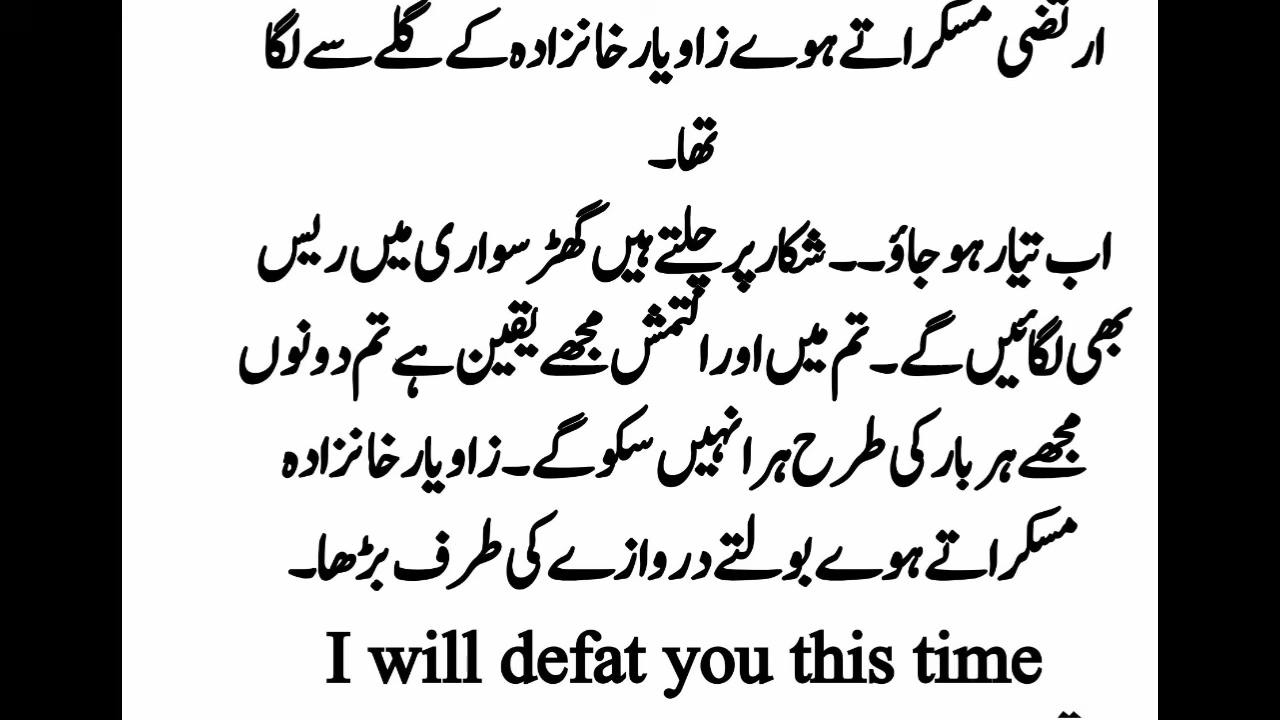 ارتضی مسکراتے ہوے زاویار خانزادہ کے گلے سے لگا
تھا۔
اب تیار ہو جاؤ۔۔ شکار پر چلتے ہیں گھڑ سواری میں ریس
بھی لگائیں گے۔ تم میں اور التمش مجھے یقین ہے تم دونوں
مجھے ہر بار کی طرح ہرا نہیں سکو گے۔ زاویار خانزادہ
مسکراتے ہوے بولتے دروازے کی طرف بڑھا۔
I will defat you this time